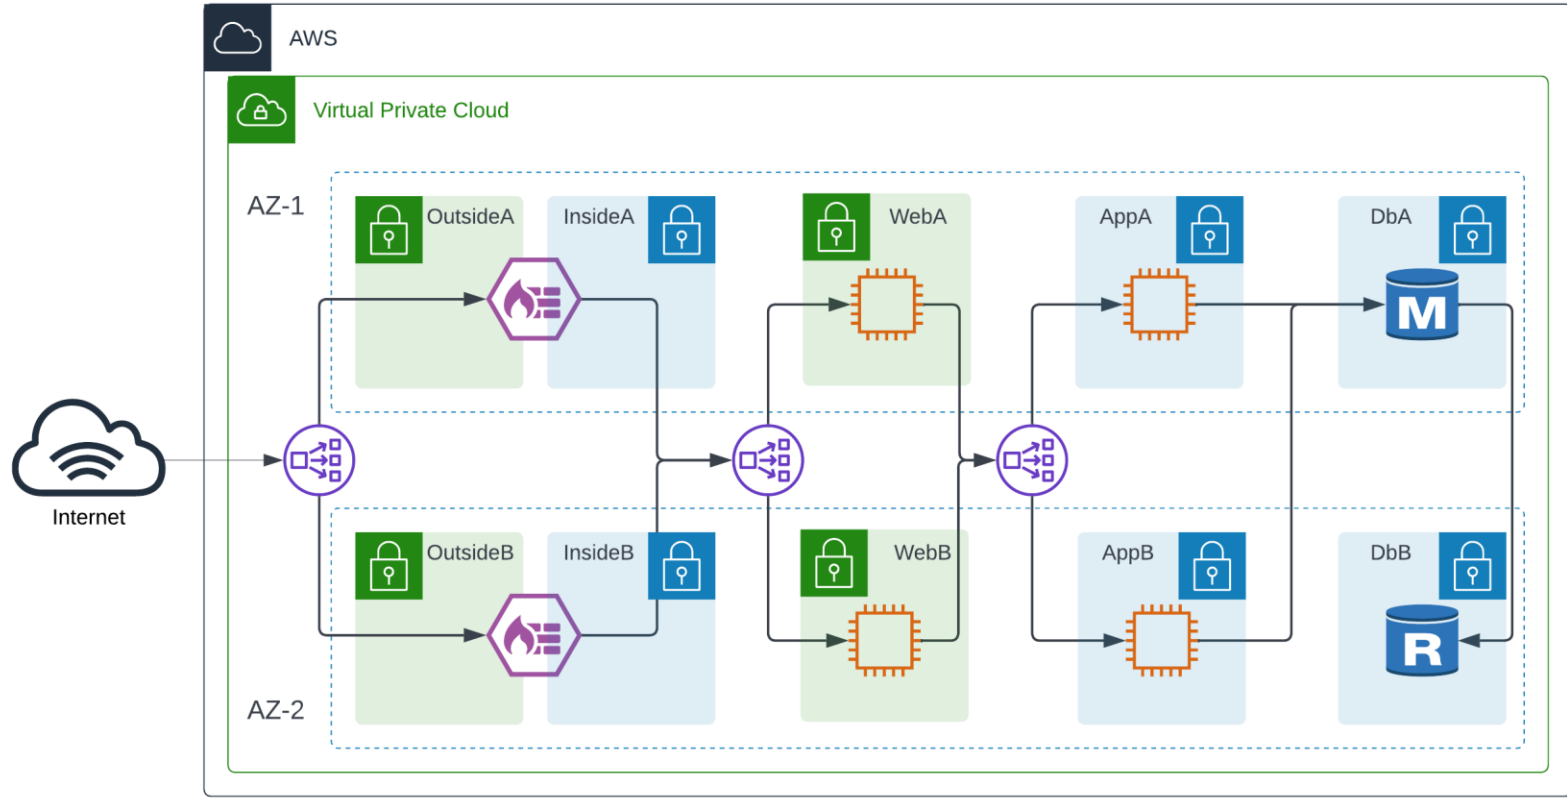 AWS
Virtual Private Cloud
AZ-1
OutsideA
InsideA
WebA
AppA
DbA
M
Internet
OutsideB
InsideB
WebB
AppB
DbB
R
AZ-2